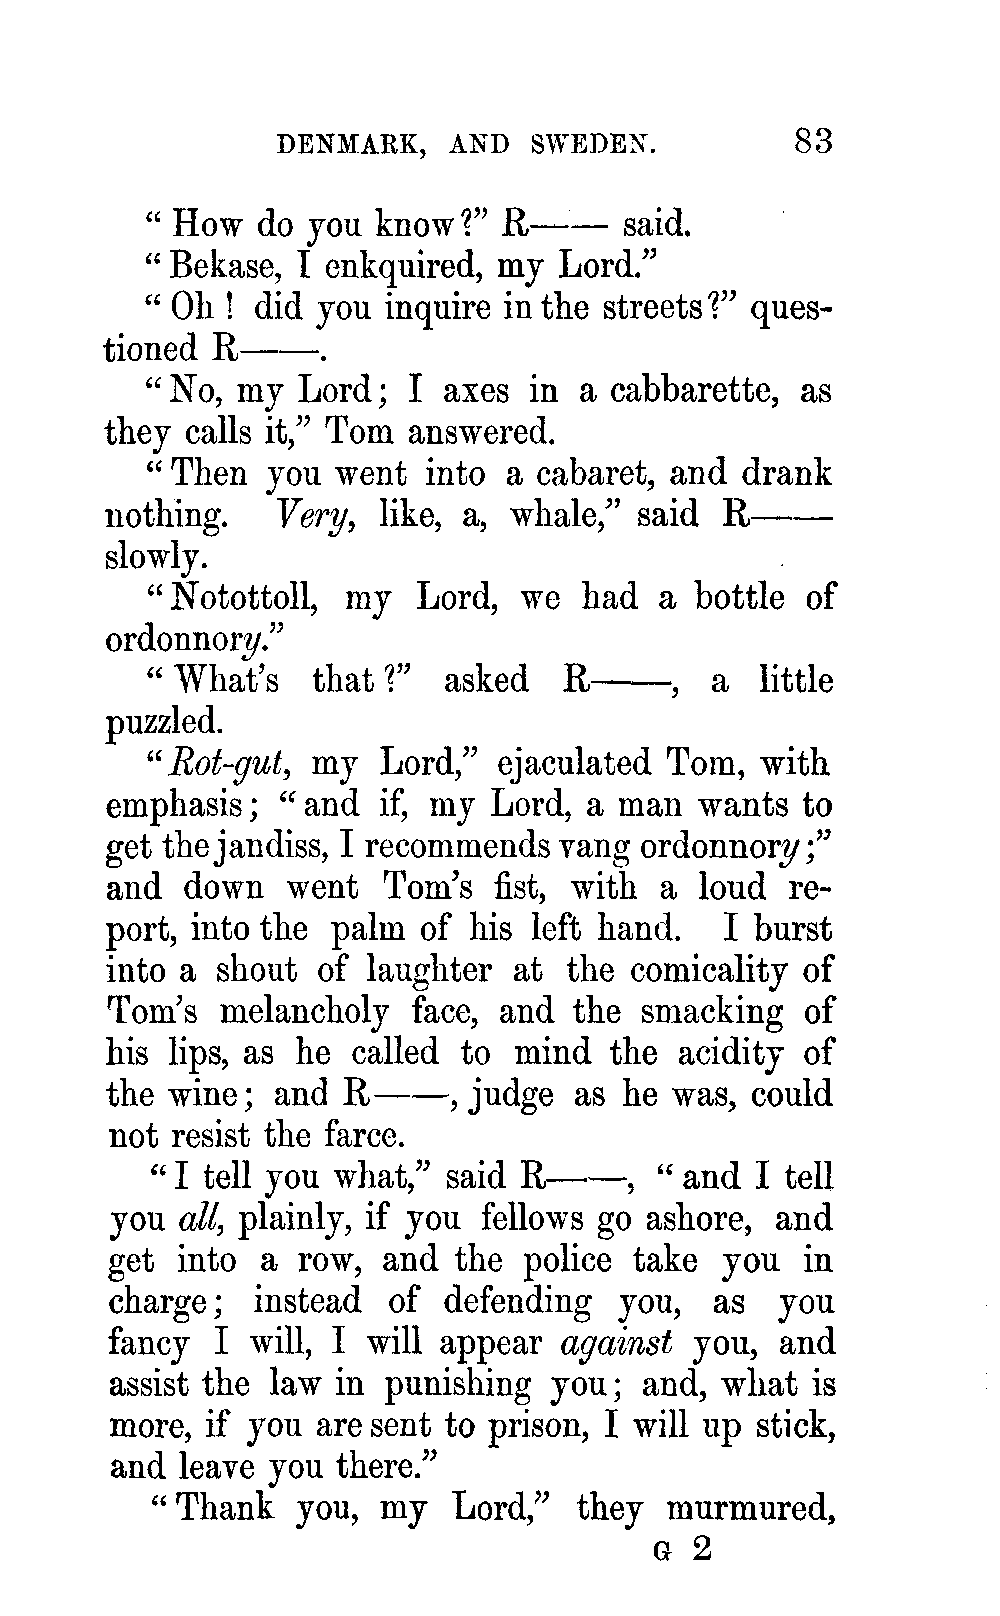 DENMARK, AND SWEDEN. 83
“How do you know?” R—— said.
“Bekase, I enkquired, my Lord.”
“Oh! did you inquire in the streets?” ques-
tioned R——.
“No, my Lord; I axes in a cabbarette, as
they calls it,” Tom answered.
“Then you went into a cabaret, and drank
nothing. Very, like, a, whale,” said R——
slowly.
“Notottoll, my Lord, we had a bottle of
ordonnory.”
“What’s that?” asked R——, a little
puzzled.
“Rot-gut, my Lord,” ejaculated Tom, with
emphasis; “and if, my Lord, a man wants to
get the jandiss, I recommends vang ordonnory;”
and down went Tom’s fist, with a loud re-
port, into the palm of his left hand. I burst
into a shout of laughter at the comicality of
Tom’s melancholy face, and the smacking of
his lips, as he called to mind the acidity of
the wine; and R——, judge as he was, could
not resist the farce.
“I tell you what,” said R——, “and I tell
you all, plainly, if you fellows go ashore, and
get into a row, and the police take you in
charge; instead of defending you, as you
fancy I will, I will appear against you, and
assist the law in punishing you; and, what is
more, if you are sent to prison, I will up stick,
and leave you there.”
“Thank you, my Lord,” they murmured,
G 2